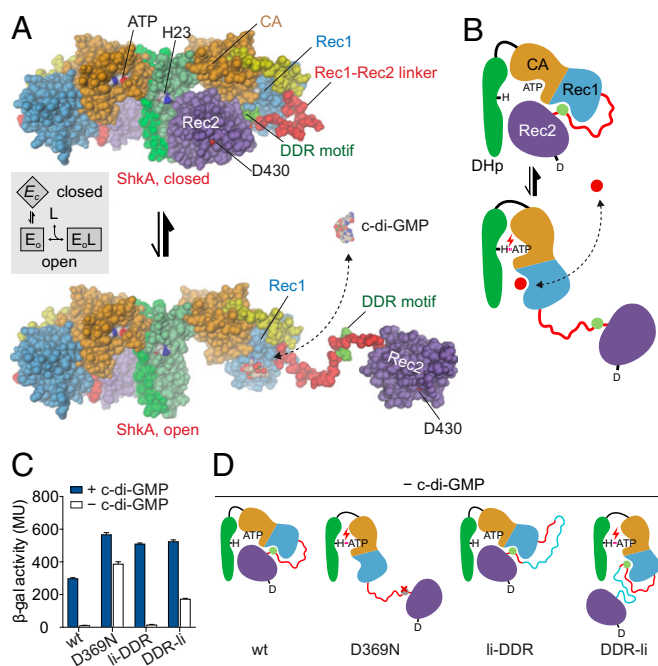 A
ATP
H23
CA
Rec1
Rec1-Rec2 linker
Rec2
DDR motif
D430
ShkA, closed
Ec closed
L
Eo EoL
open
c-di-GMP
Rec1
DDR motif
Rec2
D430
ShkA, open
B
CA
ATP
Rec1
H
Rec2
DHp
D
H ATP
D
C
+ c-di-GMP
− c-di-GMP
β-gal activity (MU)
800
600
400
200
0
wt
D369N
li-DDR
DDR-li
D
− c-di-GMP
ATP
H
D
H ATP
D
ATP
H
D
H ATP
D
wt
D369N
li-DDR
DDR-li